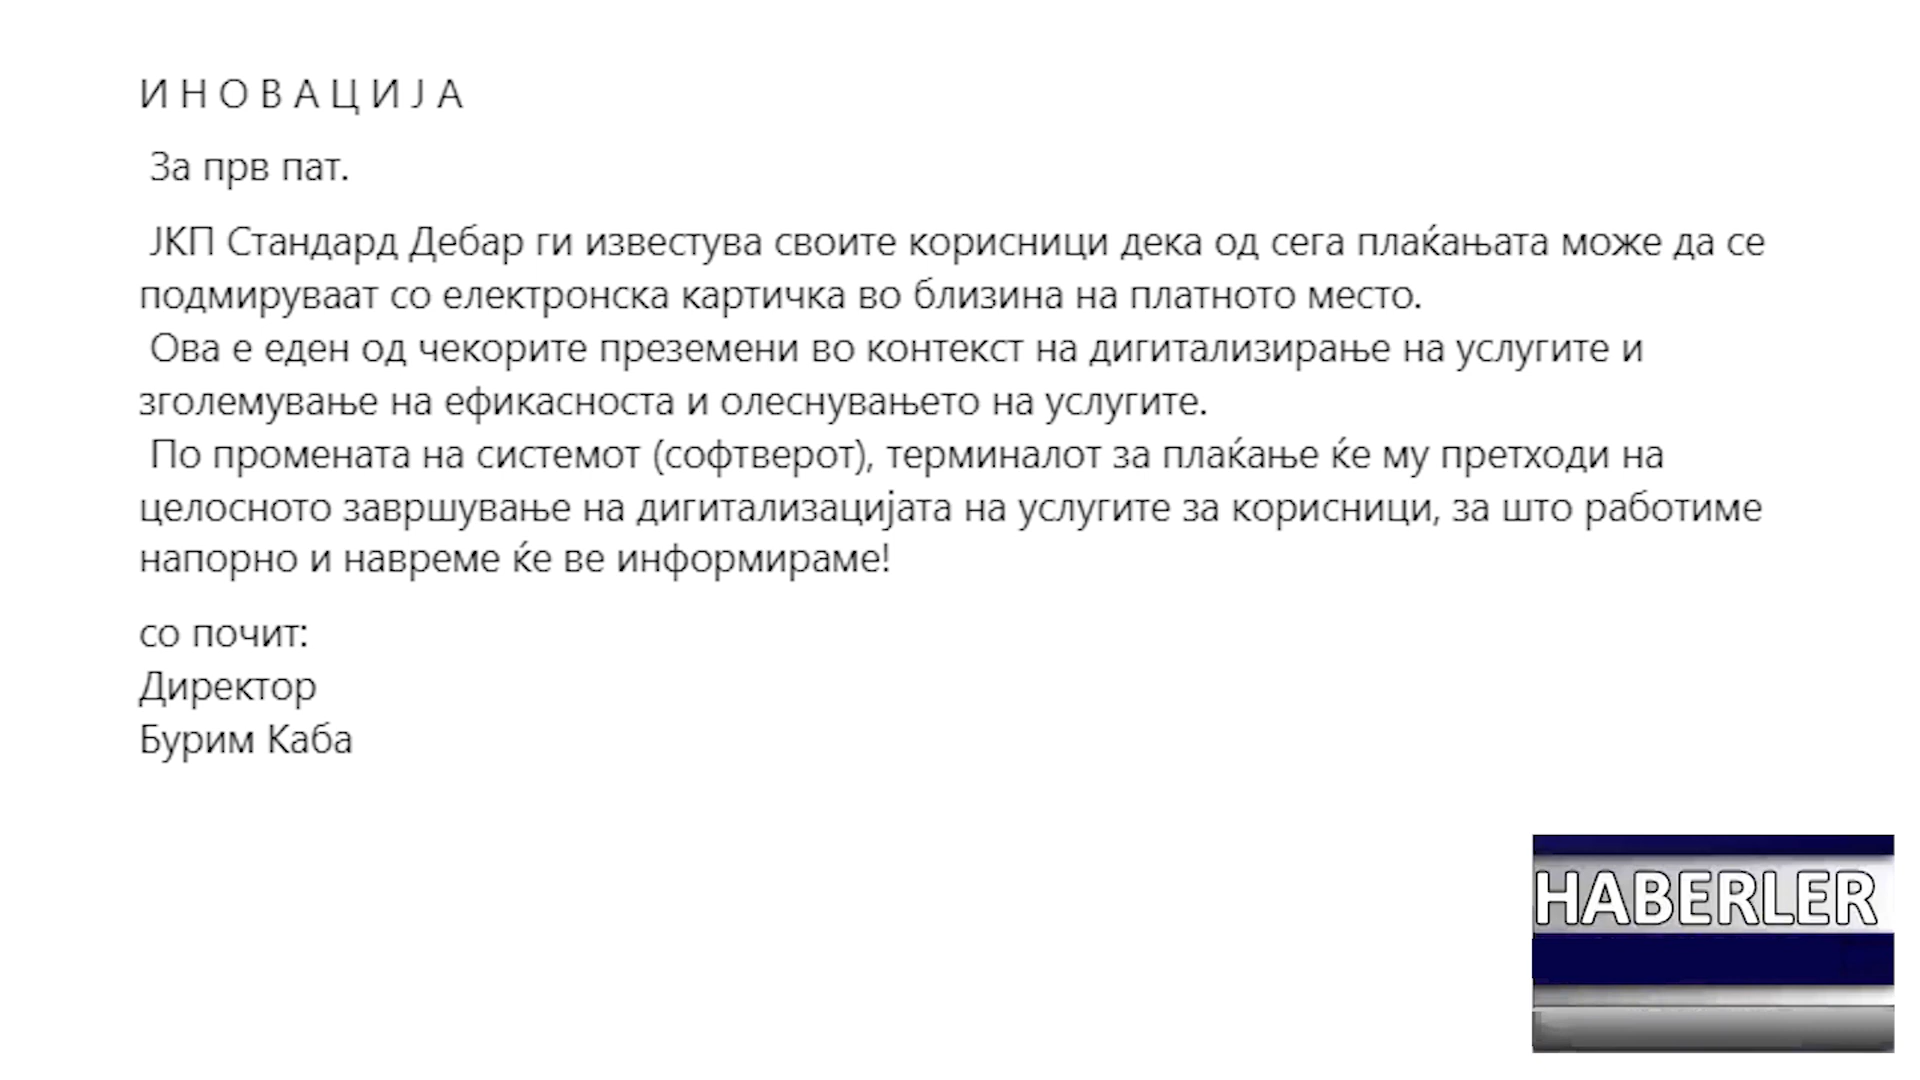 И Н О В А Ц И Ј А
За прв пат.
ЈКП Стандард Дебар ги известува своите корисници дека од сега плаќањата може да се
подмируваат со електронска картичка во близина на платното место.
Ова е еден од чекорите преземени во контекст на дигитализирање на услугите и
зголемување на ефикасноста и олеснувањето на услугите.
По промената на системот (софтверот), терминалот за плаќање ќе му претходи на
целосното завршување на дигитализацијата на услугите за корисници, за што работиме
напорно и навреме ќе ве информираме!
со почит:
Директор
Бурим Каба
HABERLER